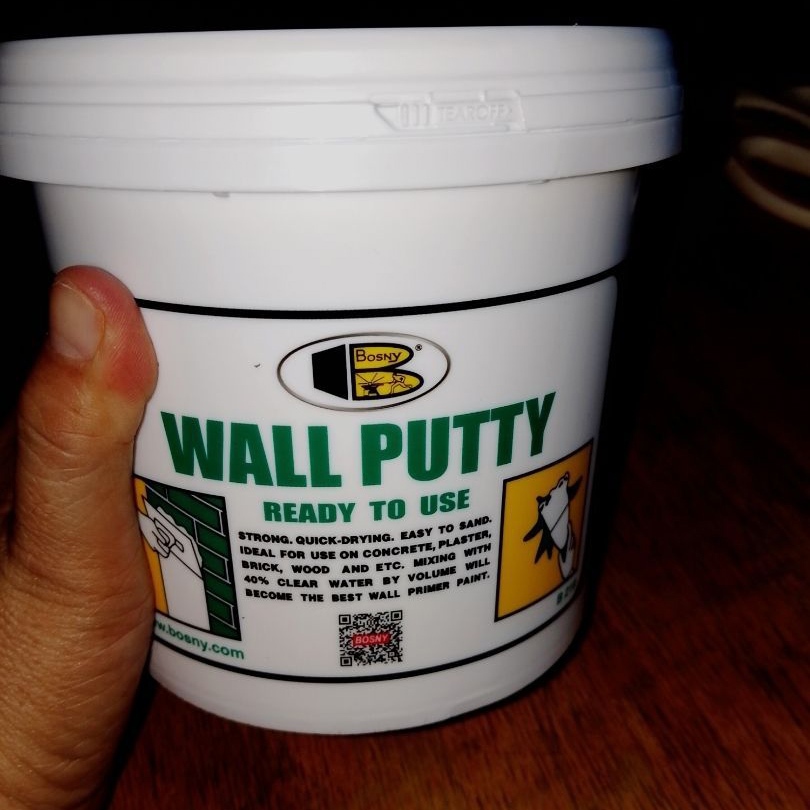 TEAR OFF
BOSNY ®
WALL PUTTY
READY TO USE
STRONG. QUICK-DRYING. EASY TO SAND.
IDEAL FOR USE ON CONCRETE, PLASTER,
BRICK, WOOD AND ETC. MIXING WITH
40% CLEAR WATER BY VOLUME WILL
BECOME THE BEST WALL PRIMER PAINT.
BOSNY
w.bosny.com